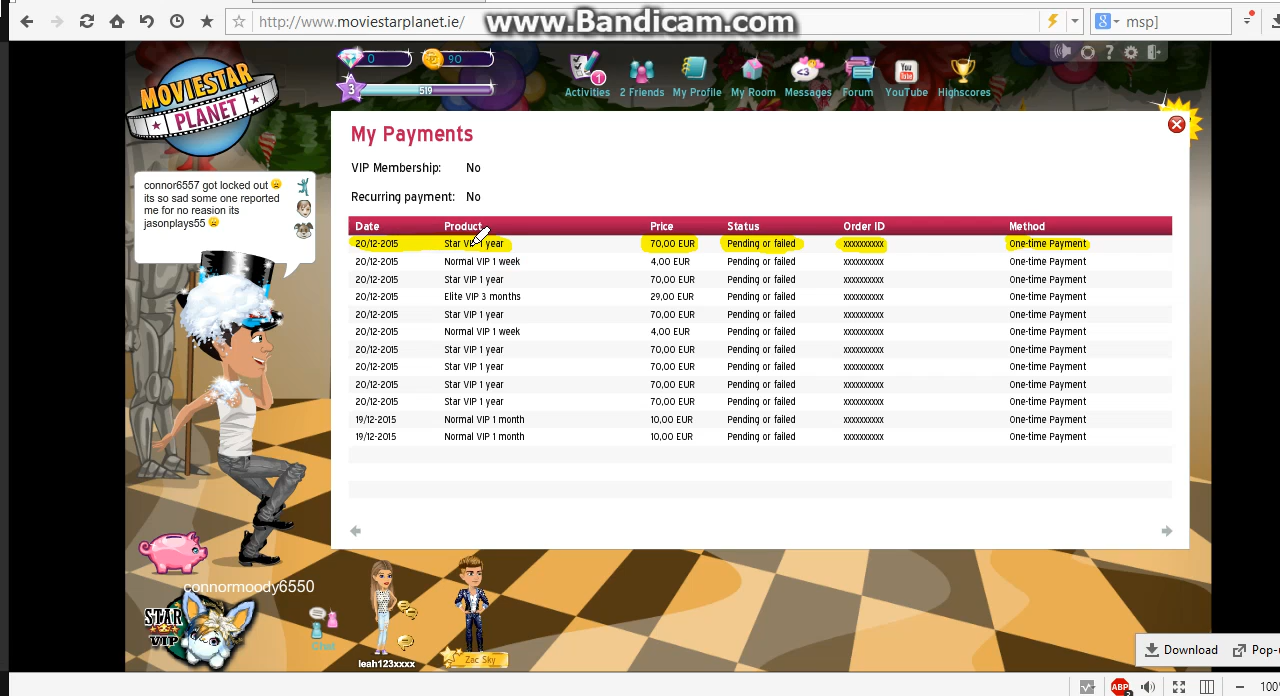 www.Bandicam.com
http://www.moviestarplanet.ie/
msp]
MOVIESTAR
PLANET
0
90
3
519
1
Activities
2 Friends
My Profile
My Room
<3
Messages
Forum
You
Tube
YouTube
Highscores
connor6557 got locked out
its so sad some one reported
me for no reasion its
jasonplays55
My Payments
VIP Membership: No
Recurring payment: No
Date Product Price Status Order ID Method
20/12-2015 Star VIP 1 year 70,00 EUR Pending or failed xxxxxxxxxx One-time Payment
20/12-2015 Normal VIP 1 week 4,00 EUR Pending or failed xxxxxxxxxx One-time Payment
20/12-2015 Star VIP 1 year 70,00 EUR Pending or failed xxxxxxxxxx One-time Payment
20/12-2015 Elite VIP 3 months 29,00 EUR Pending or failed xxxxxxxxxx One-time Payment
20/12-2015 Star VIP 1 year 70,00 EUR Pending or failed xxxxxxxxxx One-time Payment
20/12-2015 Normal VIP 1 week 4,00 EUR Pending or failed xxxxxxxxxx One-time Payment
20/12-2015 Star VIP 1 year 70,00 EUR Pending or failed xxxxxxxxxx One-time Payment
20/12-2015 Star VIP 1 year 70,00 EUR Pending or failed xxxxxxxxxx One-time Payment
20/12-2015 Star VIP 1 year 70,00 EUR Pending or failed xxxxxxxxxx One-time Payment
20/12-2015 Star VIP 1 year 70,00 EUR Pending or failed xxxxxxxxxx One-time Payment
19/12-2015 Normal VIP 1 month 10,00 EUR Pending or failed xxxxxxxxxx One-time Payment
19/12-2015 Normal VIP 1 month 10,00 EUR Pending or failed xxxxxxxxxx One-time Payment
connormoody6550
STAR
VIP
Chat
leah123xxxx
Zac Sky
Download
Pop-u
ABP
100